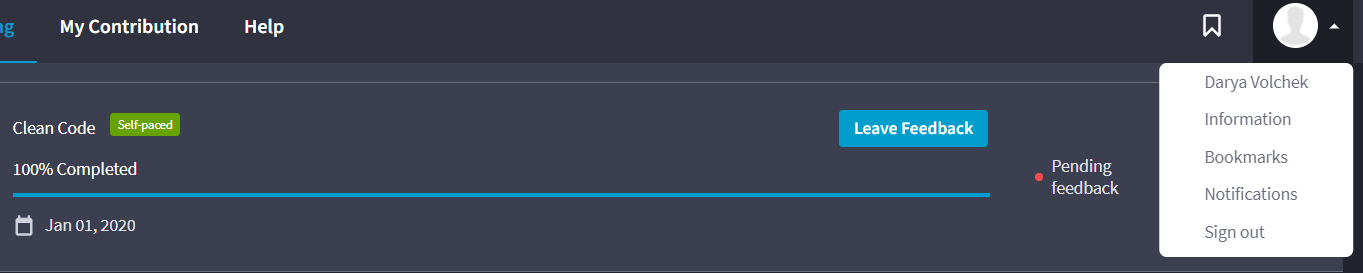 My Contribution
Help
Darya Volchek
Clean Code
Self-paced
Leave Feedback
Information
100% Completed
Pending
feedback
Bookmarks
Notifications
Jan 01, 2020
Sign out